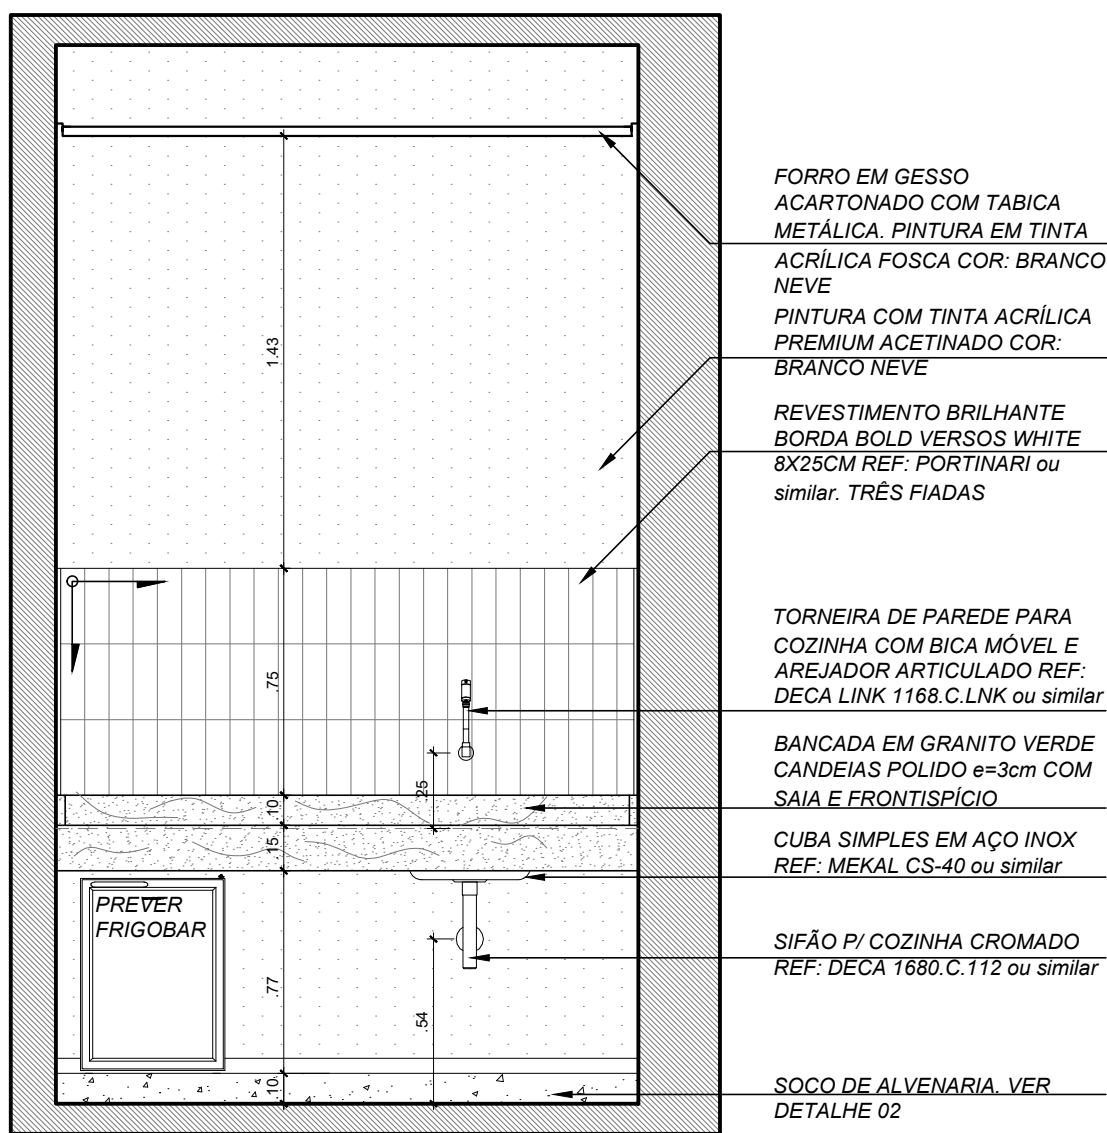 FORRO EM GESSO
ACARTONADO COM TABICA
METÁLICA. PINTURA EM TINTA
ACRÍLICA FOSCA COR: BRANCO
NEVE
PINTURA COM TINTA ACRÍLICA
PREMIUM ACETINADO COR:
BRANCO NEVE
1.43
REVESTIMENTO BRILHANTE
BORDA BOLD VERSOS WHITE
8X25CM REF: PORTINARI ou
similar. TRÊS FIADAS
TORNEIRA DE PAREDE PARA
COZINHA COM BICA MÓVEL E
AREJADOR ARTICULADO REF:
DECA LINK 1168.C.LNK ou similar
.75
BANCADA EM GRANITO VERDE
CANDEIAS POLIDO e=3cm COM
SAIA E FRONTISPÍCIO
.25
.10
.15
CUBA SIMPLES EM AÇO INOX
REF: MEKAL CS-40 ou similar
PREVER
FRIGOBAR
SIFÃO P/ COZINHA CROMADO
REF: DECA 1680.C.112 ou similar
.77
.54
.10
SOCO DE ALVENARIA. VER
DETALHE 02